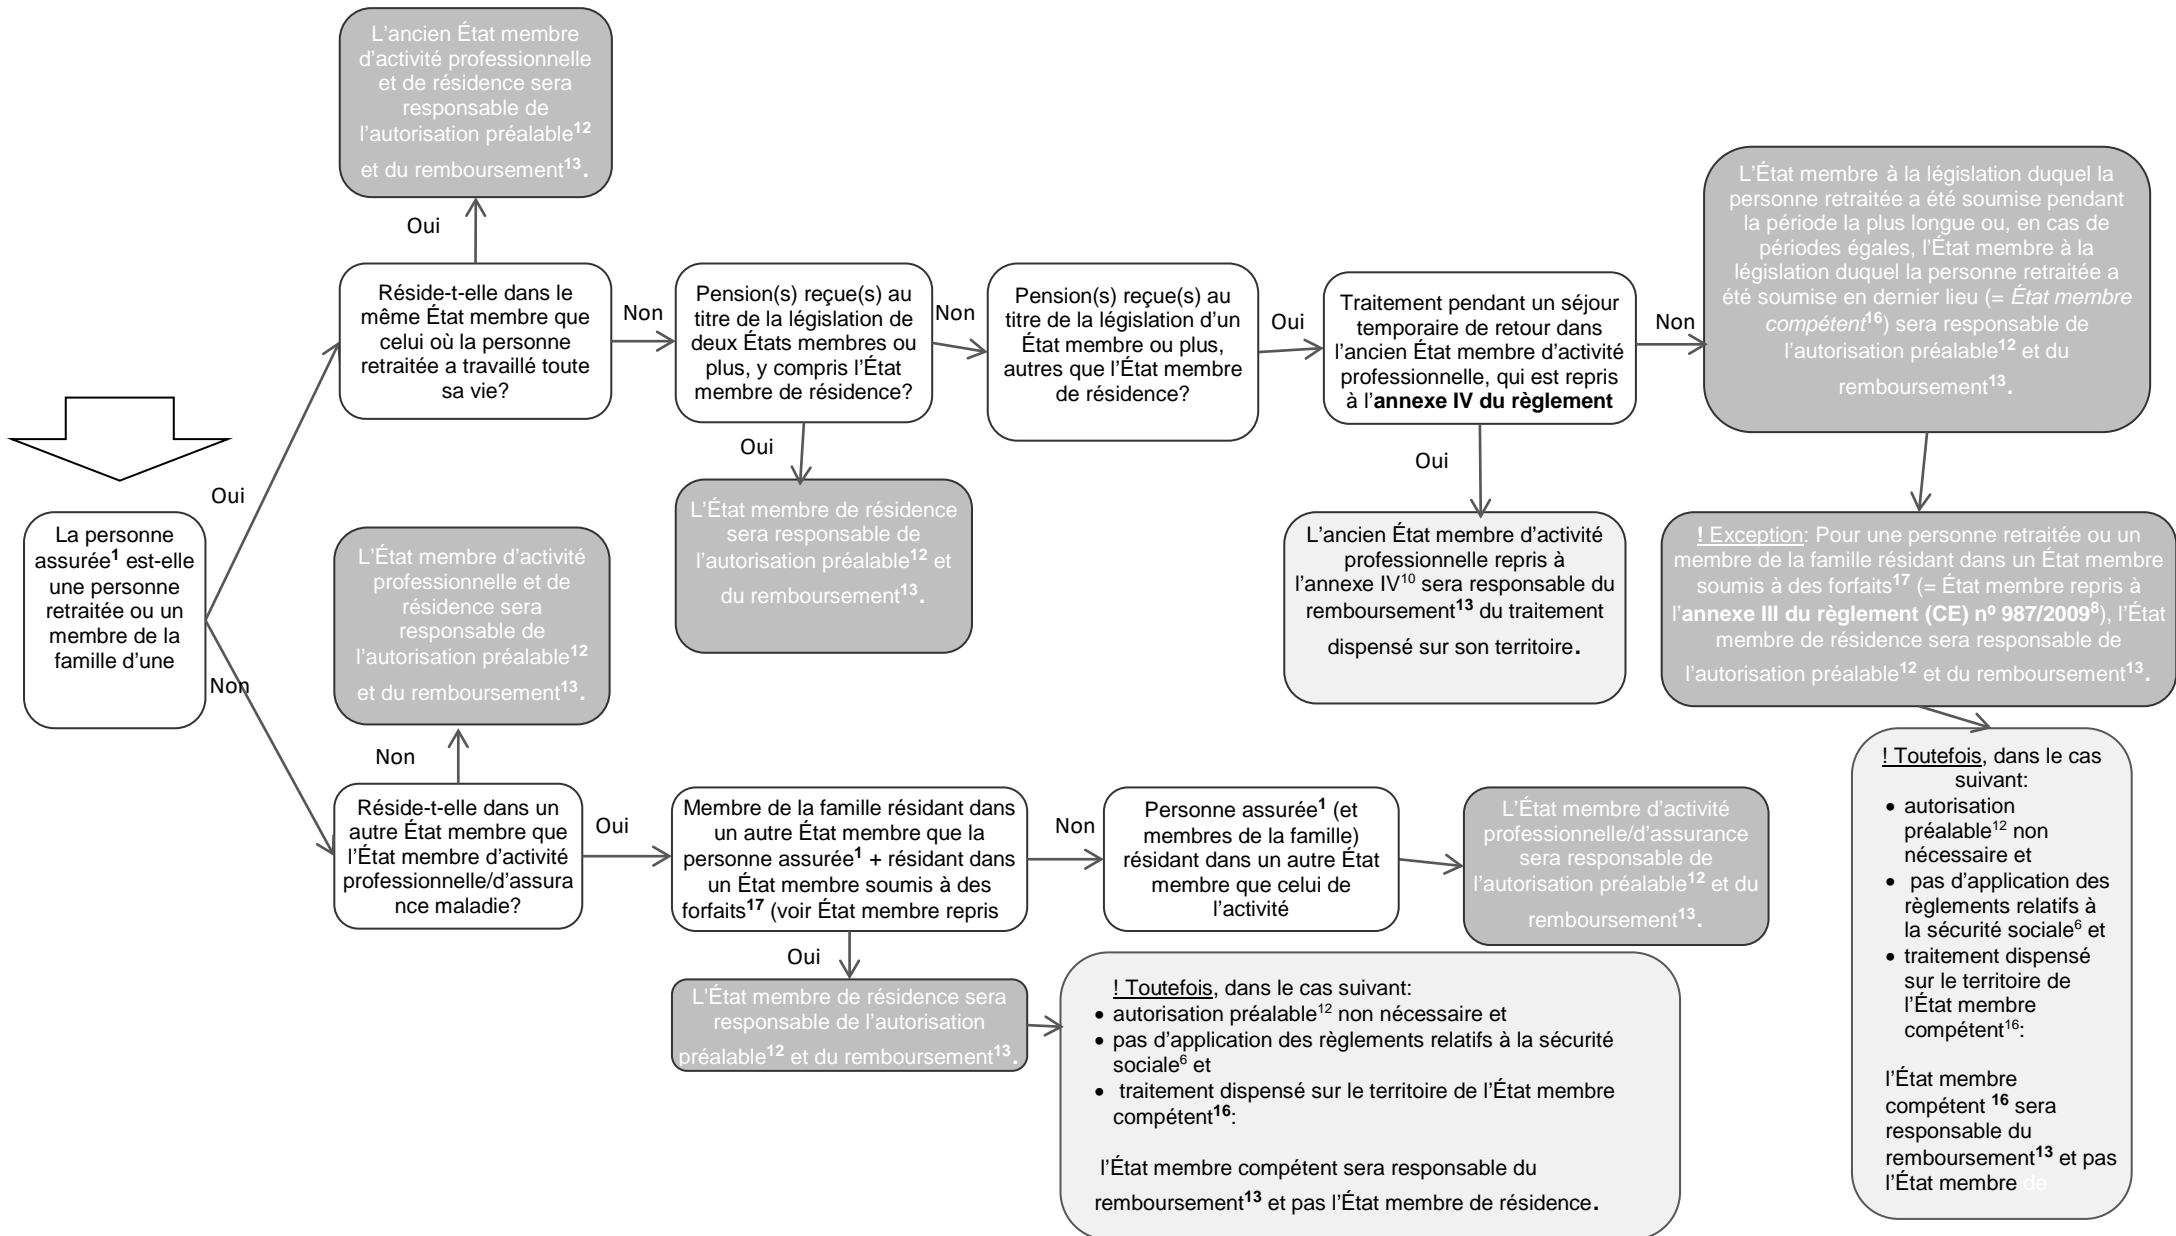 L'ancien État membre
d'activité professionnelle
et de résidence sera
responsable de
l'autorisation préalable¹²
et du remboursement¹³.
Oui
Réside-t-elle dans le
même État membre que
celui où la personne
retraitée a travaillé toute
sa vie?
Non
Pension(s) reçue(s) au
titre de la législation de
deux États membres ou
plus, y compris l'État
membre de résidence?
Non
Pension(s) reçue(s) au
titre de la législation d'un
État membre ou plus,
autres que l'État membre
de résidence?
Oui
Traitement pendant un séjour
temporaire de retour dans
l'ancien État membre d'activité
professionnelle, qui est repris
à l'annexe IV du règlement
Non
L'État membre à la législation duquel la
personne retraitée a été soumise pendant
la période la plus longue ou, en cas de
périodes égales, l'État membre à la
législation duquel la personne retraitée a
été soumise en dernier lieu (= État membre
compétent¹⁶) sera responsable de
l'autorisation préalable¹² et du
remboursement¹³.
Oui
L'État membre de résidence
sera responsable de
l'autorisation préalable¹² et
du remboursement¹³.
Oui
L'ancien État membre d'activité
professionnelle repris à
l'annexe IV¹⁰ sera responsable du
remboursement¹³ du traitement
dispensé sur son territoire.
! Exception: Pour une personne retraitée ou un
membre de la famille résidant dans un État membre
soumis à des forfaits¹⁷ (= État membre repris à
l'annexe III du règlement (CE) nº 987/2009⁸), l'État
membre de résidence sera responsable de
l'autorisation préalable¹² et du remboursement¹³.
! Toutefois, dans le cas
suivant:
• autorisation
préalable¹² non
nécessaire et
• pas d'application des
règlements relatifs à
la sécurité sociale⁶ et
• traitement dispensé
sur le territoire de
l'État membre
compétent¹⁶:
l'État membre
compétent ¹⁶ sera
responsable du
remboursement¹³ et pas
l'État membre de
Oui
La personne
assurée¹ est-elle
une personne
retraitée ou un
membre de la
famille d'une
Non
L'État membre d'activité
professionnelle et de
résidence sera
responsable de
l'autorisation préalable¹²
et du remboursement¹³.
Non
Réside-t-elle dans un
autre État membre que
l'État membre d'activité
professionnelle/d'assura
nce maladie?
Oui
Membre de la famille résidant dans
un autre État membre que la
personne assurée¹ + résidant dans
un État membre soumis à des
forfaits¹⁷ (voir État membre repris
Non
Personne assurée¹ (et
membres de la famille)
résidant dans un autre État
membre que celui de
l'activité
L'État membre d'activité
professionnelle/d'assurance
sera responsable de
l'autorisation préalable¹² et du
remboursement¹³.
Oui
L'État membre de résidence sera
responsable de l'autorisation
préalable¹² et du remboursement¹³.
! Toutefois, dans le cas suivant:
• autorisation préalable¹² non nécessaire et
• pas d'application des règlements relatifs à la sécurité
sociale⁶ et
• traitement dispensé sur le territoire de l'État membre
compétent¹⁶:
l'État membre compétent sera responsable du
remboursement¹³ et pas l'État membre de résidence.